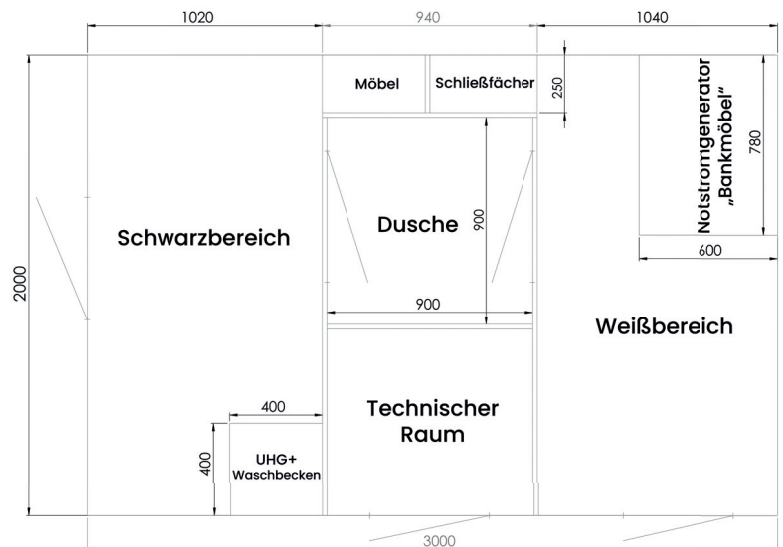 1020
940
1040
Möbel
Schließfächer
250
Notstromgenerator
„Bankmöbel“
780
600
Schwarzbereich
Dusche
900
900
2000
Weißbereich
400
400
UHG+
Waschbecken
Technischer
Raum
3000